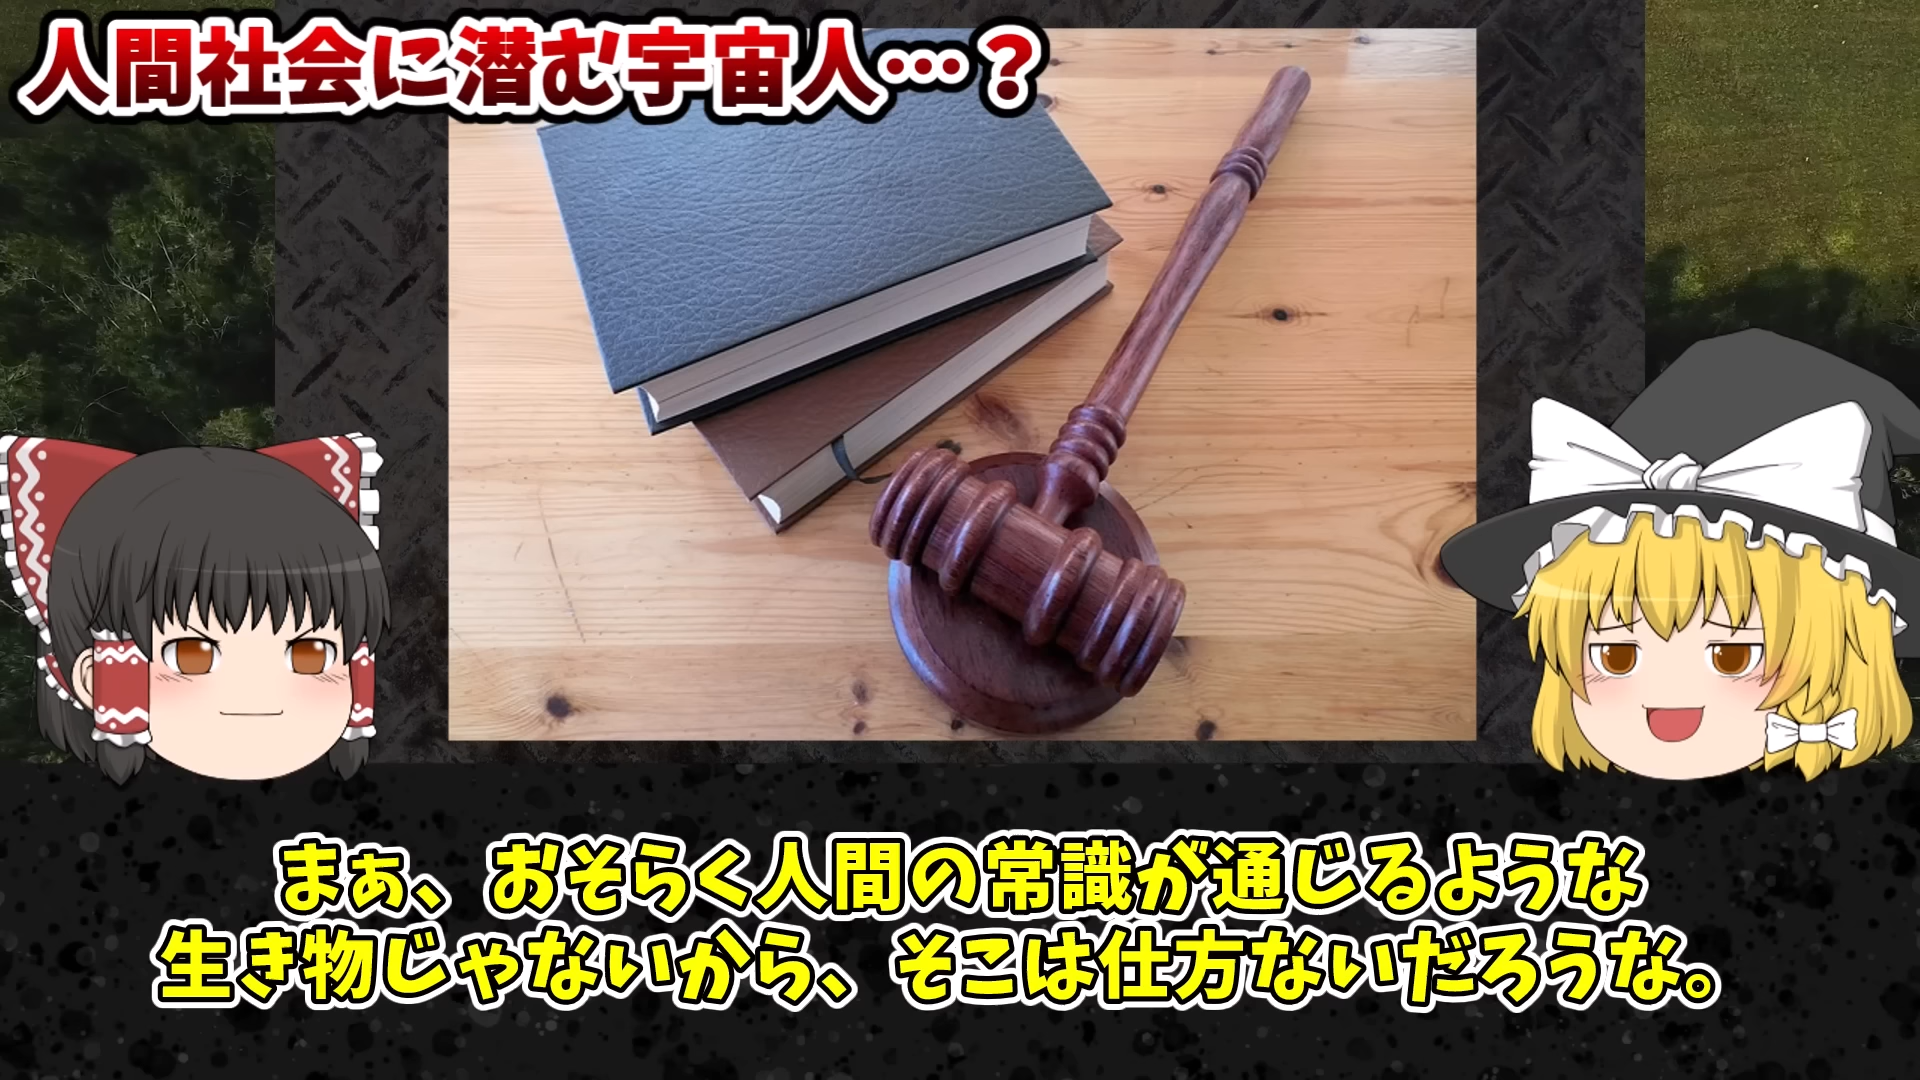 人間社会に潜む宇宙人…？
まぁ、おそらく人間の常識が通じるような
生き物じゃないから、そこは仕方ないだろうな。